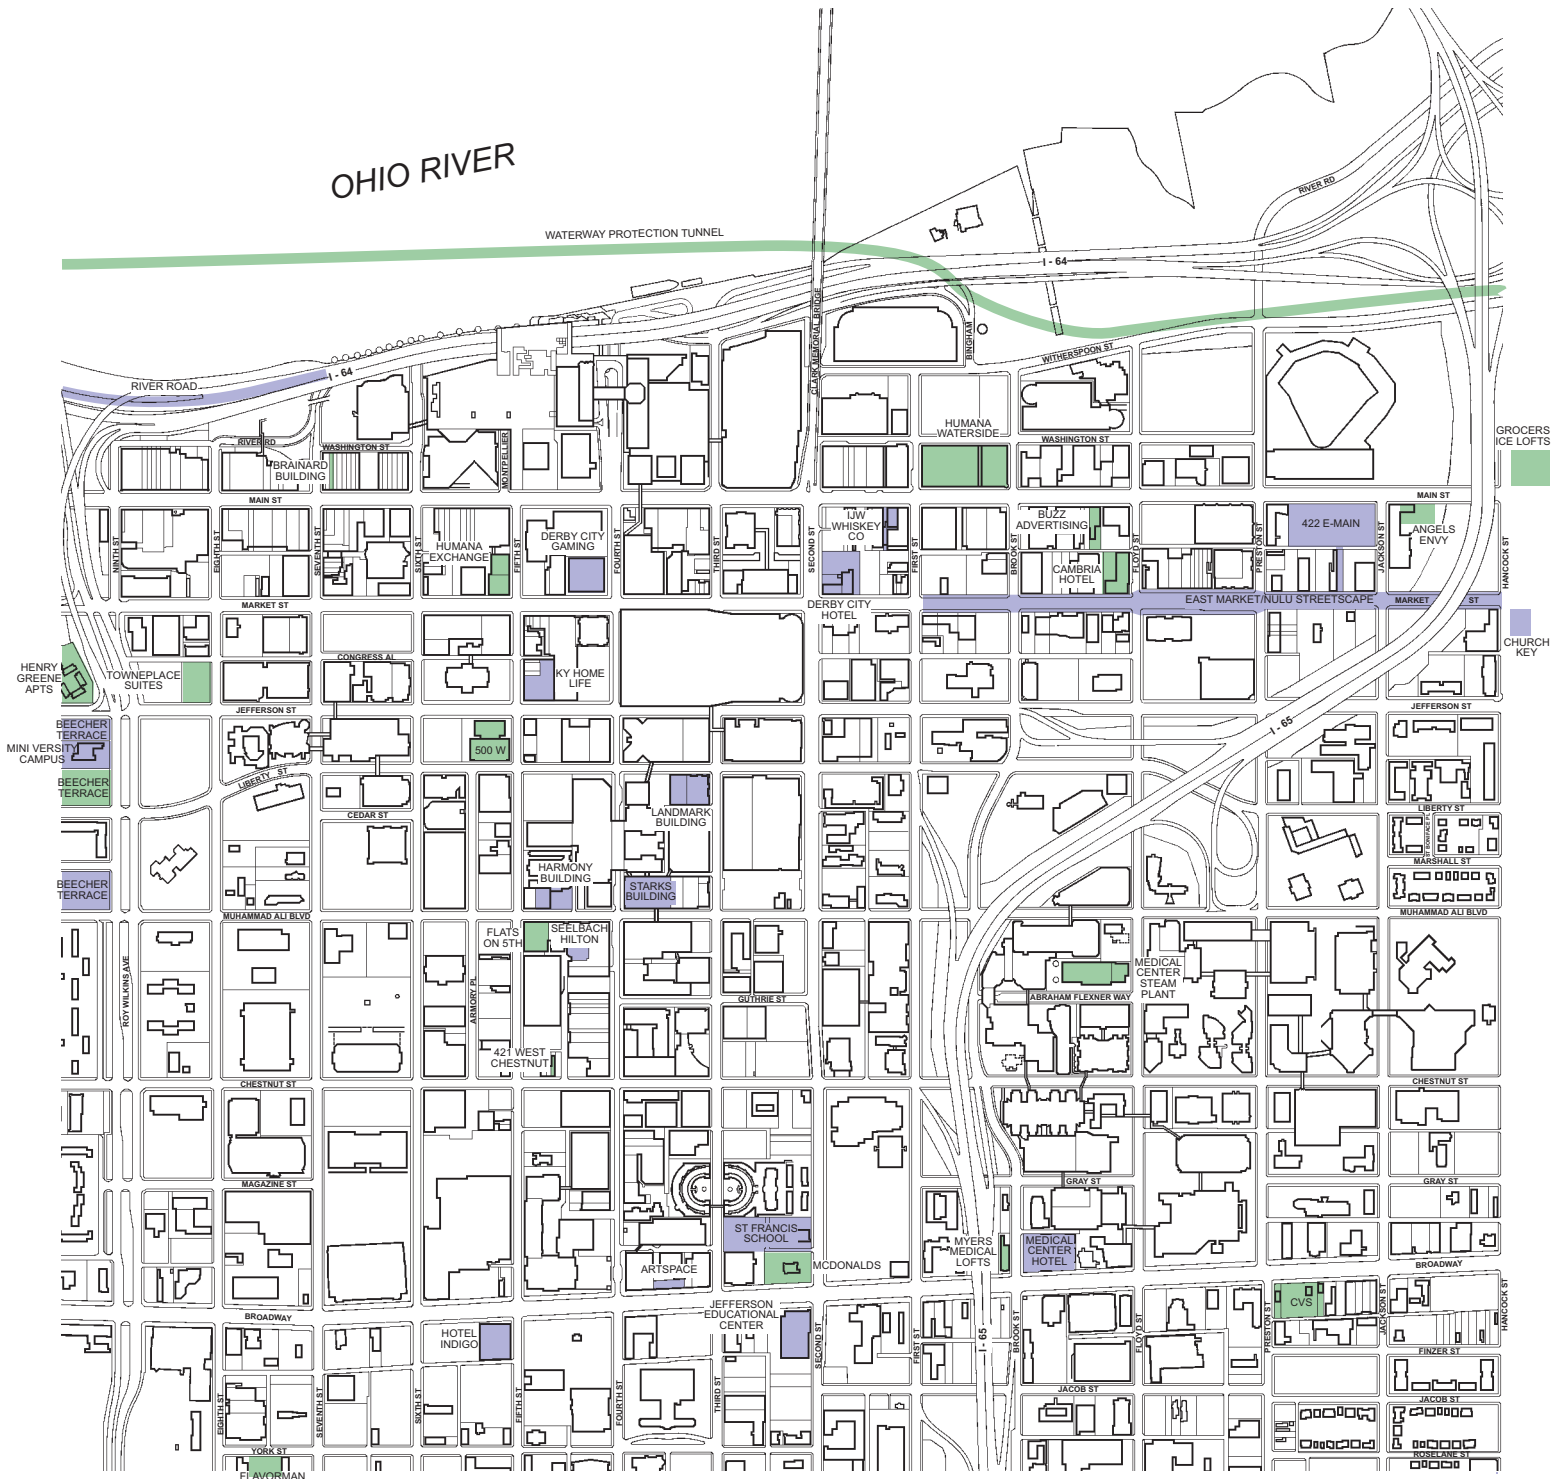 OHIO RIVER
WATERWAY PROTECTION TUNNEL
RIVER RD
I - 64
CLARK MEMORIAL BRIDGE
BINGHAM
WITHERSPOON ST
RIVER ROAD
I - 64
HUMANA
WATERSIDE
GROCERS
ICE LOFTS
RIVER RD
WASHINGTON ST
WASHINGTON ST
MONTPELLIER
BRAINARD
BUILDING
MAIN ST
MAIN ST
NINTH ST
EIGHTH ST
SEVENTH ST
SIXTH ST
FIFTH ST
FOURTH ST
THIRD ST
SECOND ST
FIRST ST
BROOK ST
FLOYD ST
PRESTON ST
JACKSON ST
HANCOCK ST
HUMANA
EXCHANGE
DERBY CITY
GAMING
IJW
WHISKEY
CO
BUZZ
ADVERTISING
422 E-MAIN
ANGELS
ENVY
CAMBRIA
HOTEL
MARKET ST
DERBY CITY
HOTEL
EAST MARKET/NULU STREETSCAPE
MARKET ST
CHURCH
KEY
HENRY
GREENE
APTS
TOWNEPLACE
SUITES
CONGRESS AL
KY HOME
LIFE
JEFFERSON ST
JEFFERSON ST
BEECHER
TERRACE
MINI VERSITY
CAMPUS
BEECHER
TERRACE
500 W
I - 65
LIBERTY ST
CEDAR ST
LANDMARK
BUILDING
LIBERTY ST
ST BONIFACE PL
MARSHALL ST
HARMONY
BUILDING
STARKS
BUILDING
BEECHER
TERRACE
MUHAMMAD ALI BLVD
MUHAMMAD ALI BLVD
FLATS
ON 5TH
SEELBACH
HILTON
ROY WILKINS AVE
ARMORY PL
GUTHRIE ST
MEDICAL
CENTER
STEAM
PLANT
ABRAHAM FLEXNER WAY
421 WEST
CHESTNUT
CHESTNUT ST
CHESTNUT ST
MAGAZINE ST
GRAY ST
GRAY ST
ST FRANCIS
SCHOOL
MYERS
MEDICAL
LOFTS
MEDICAL
CENTER
HOTEL
ARTSPACE
MCDONALDS
BROADWAY
BROADWAY
JEFFERSON
EDUCATIONAL
CENTER
HOTEL
INDIGO
CVS
SECOND ST
FIRST ST
I - 65
BROOK ST
FLOYD ST
PRESTON ST
JACKSON ST
HANCOCK ST
FINZER ST
EIGHTH ST
SEVENTH ST
SIXTH ST
FIFTH ST
FOURTH ST
THIRD ST
JACOB ST
JACOB ST
YORK ST
ROSELANE ST
FLAVORMAN